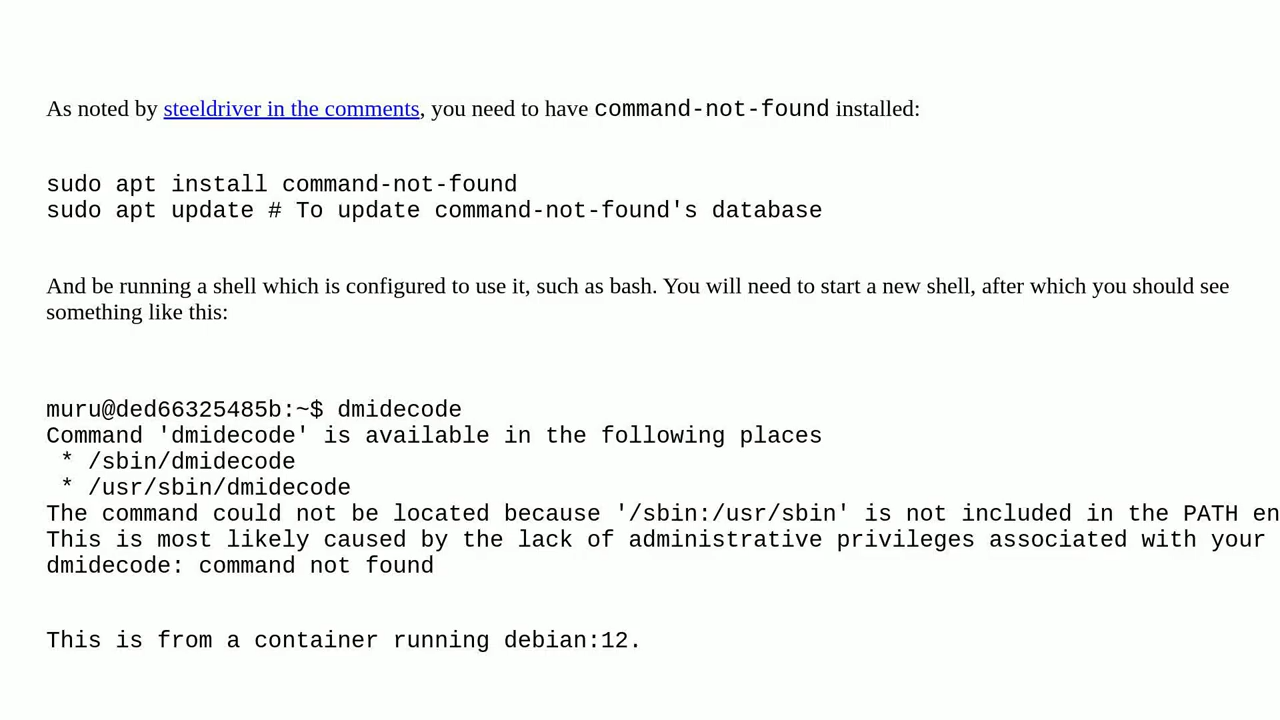 As noted by steeldriver in the comments, you need to have command-not-found installed:
sudo apt install command-not-found
sudo apt update # To update command-not-found's database
And be running a shell which is configured to use it, such as bash. You will need to start a new shell, after which you should see
something like this:
muru@ded66325485b:~$ dmidecode
Command 'dmidecode' is available in the following places
 * /sbin/dmidecode
 * /usr/sbin/dmidecode
The command could not be located because '/sbin:/usr/sbin' is not included in the PATH en
This is most likely caused by the lack of administrative privileges associated with your
dmidecode: command not found
This is from a container running debian:12.